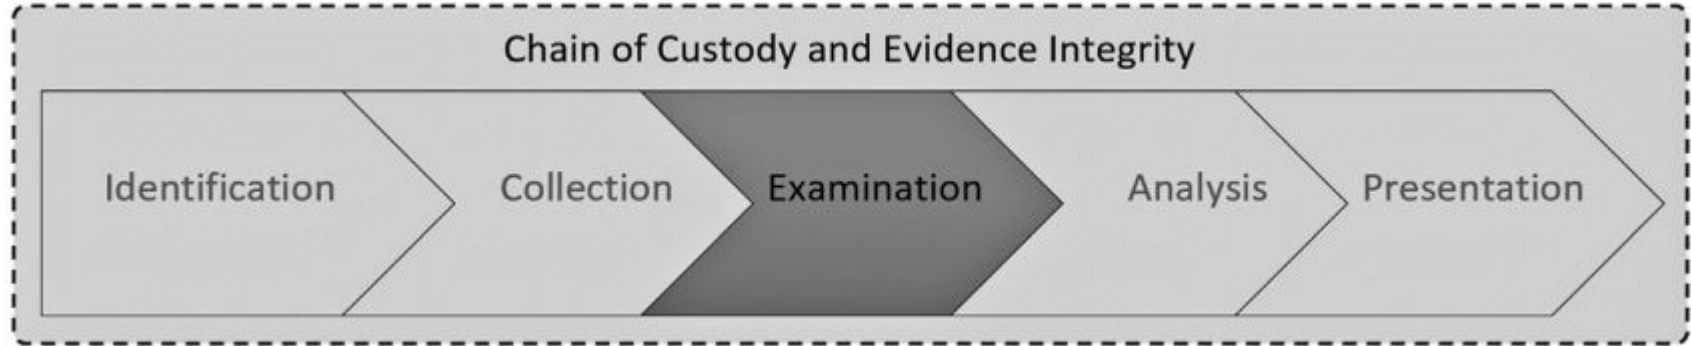 Chain of Custody and Evidence Integrity
Identification Collection Examination Analysis Presentation